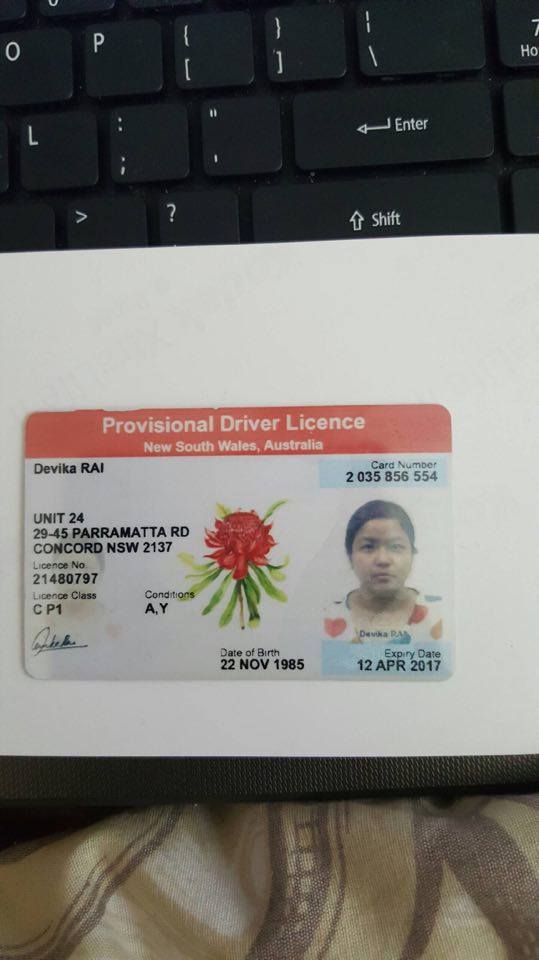 O
P
{
[
}
]
|
\
7
Ho
L
:
;
"
'
Enter
>
?
Shift
Provisional Driver Licence
New South Wales, Australia
Devika RAI
Card Number
2 035 856 554
UNIT 24
29-45 PARRAMATTA RD
CONCORD NSW 2137
Licence No.
21480797
Licence Class
Conditions
C P1
A,Y
Devika RAI
Date of Birth
22 NOV 1985
Expiry Date
12 APR 2017